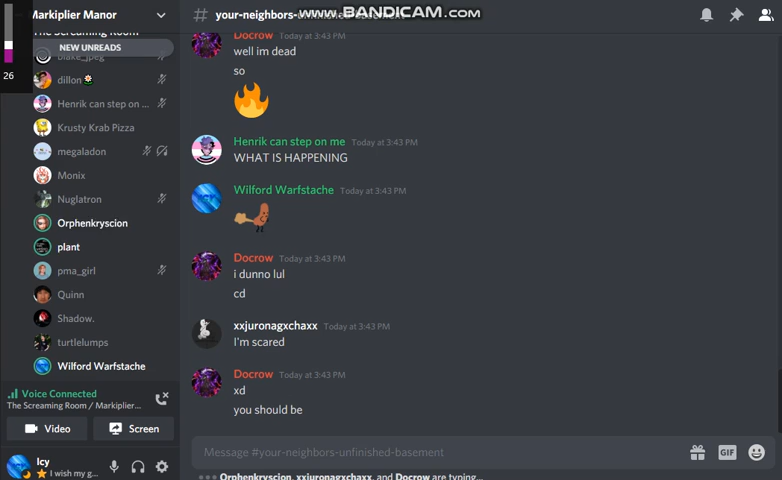 Markiplier Manor
The Screaming Room
NEW UNREADS
26
blake_jpeg
dillon
Henrik can step on ...
Krusty Krab Pizza
megaladon
Monix
Nuglatron
Orphenkryscion
plant
pma_girl
Quinn
Shadow.
turtlelumps
Wilford Warfstache
Voice Connected
The Screaming Room / Markiplier...
Video
Screen
Icy
I wish my g...
# your-neighbors-unfinished-basement
www.BANDICAM.com
Docrow Today at 3:43 PM
well im dead
so
Henrik can step on me Today at 3:43 PM
WHAT IS HAPPENING
Wilford Warfstache Today at 3:43 PM
Docrow Today at 3:43 PM
i dunno lul
cd
xxjuronagxchaxx Today at 3:43 PM
I'm scared
Docrow Today at 3:43 PM
xd
you should be
Message #your-neighbors-unfinished-basement
GIF
Orphenkryscion, xxjuronagxchaxx, and Docrow are typing...